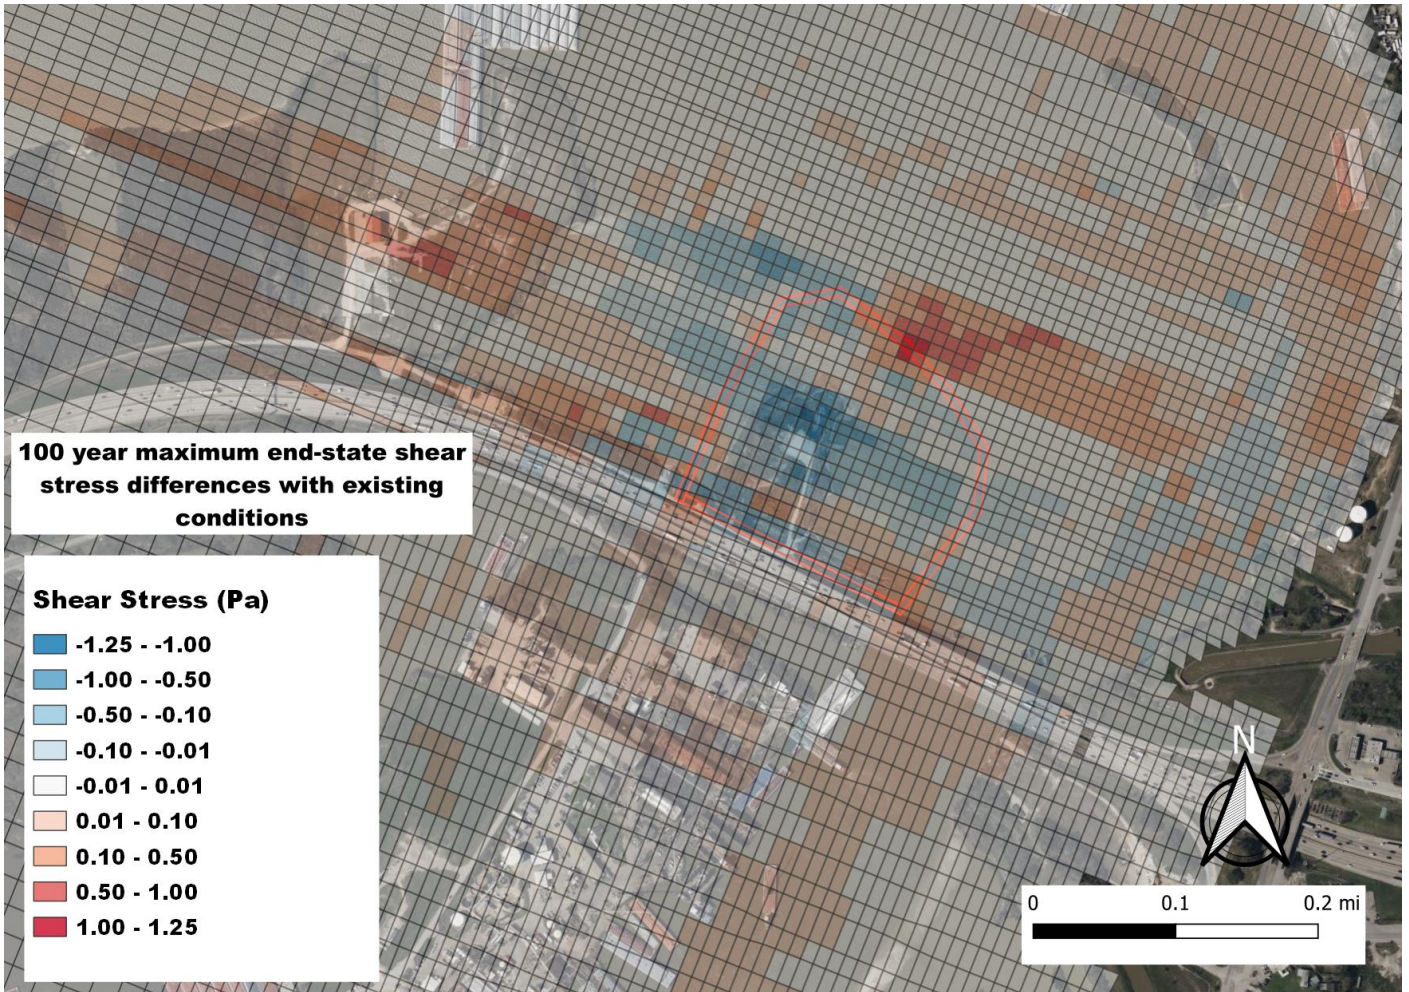 100 year maximum end-state shear
stress differences with existing
conditions
Shear Stress (Pa)
-1.25 - -1.00
-1.00 - -0.50
-0.50 - -0.10
-0.10 - -0.01
-0.01 - 0.01
0.01 - 0.10
0.10 - 0.50
0.50 - 1.00
1.00 - 1.25
N
0 0.1 0.2 mi